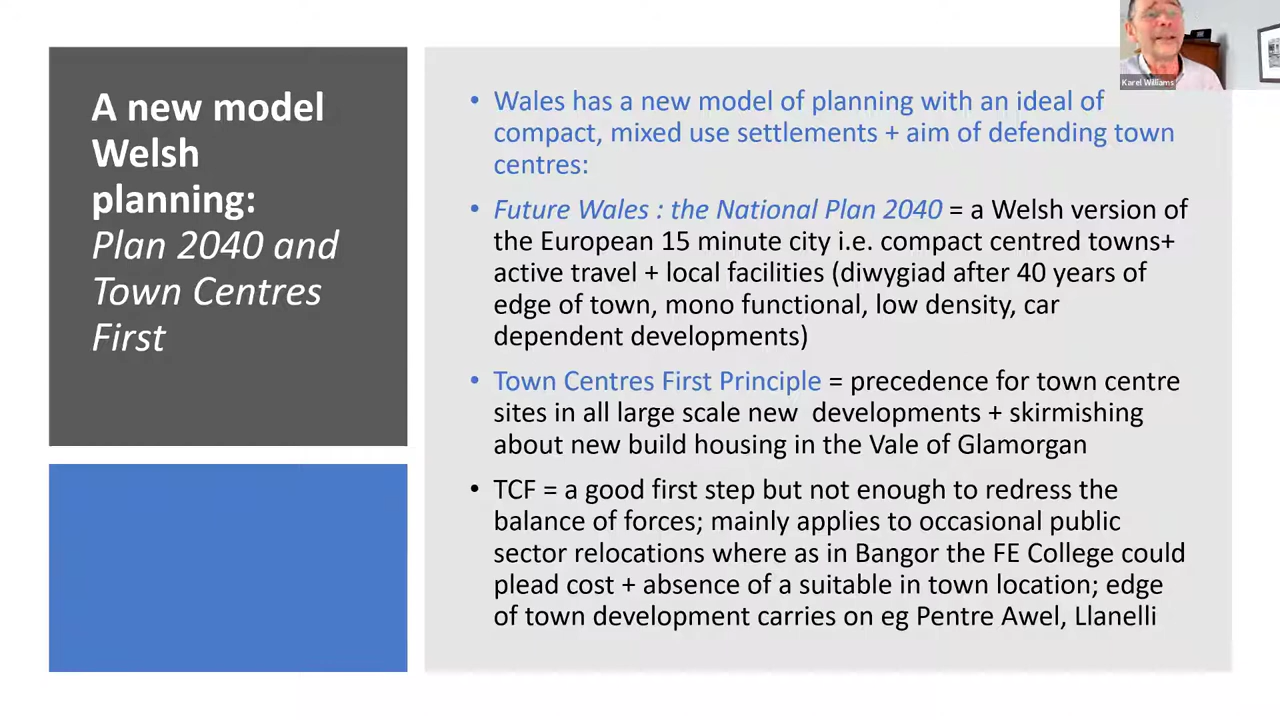 A new model
Welsh
planning:
Plan 2040 and
Town Centres
First
• Wales has a new model of planning with an ideal of
compact, mixed use settlements + aim of defending town
centres:
• Future Wales : the National Plan 2040 = a Welsh version of
the European 15 minute city i.e. compact centred towns+
active travel + local facilities (diwygiad after 40 years of
edge of town, mono functional, low density, car
dependent developments)
• Town Centres First Principle = precedence for town centre
sites in all large scale new  developments + skirmishing
about new build housing in the Vale of Glamorgan
• TCF = a good first step but not enough to redress the
balance of forces; mainly applies to occasional public
sector relocations where as in Bangor the FE College could
plead cost + absence of a suitable in town location; edge
of town development carries on eg Pentre Awel, Llanelli
Karel Williams